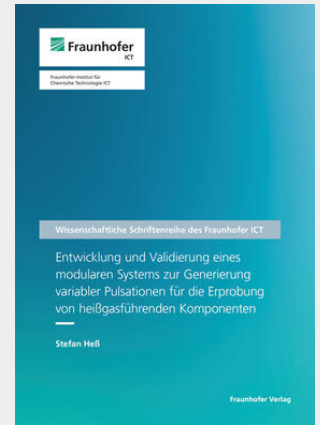 Fraunhofer
ICT
Fraunhofer-Institut für
Chemische Technologie ICT
Wissenschaftliche Schriftenreihe des Fraunhofer ICT
Entwicklung und Validierung eines
modularen Systems zur Generierung
variabler Pulsationen für die Erprobung
von heißgasführenden Komponenten
Stefan Heß
Fraunhofer Verlag